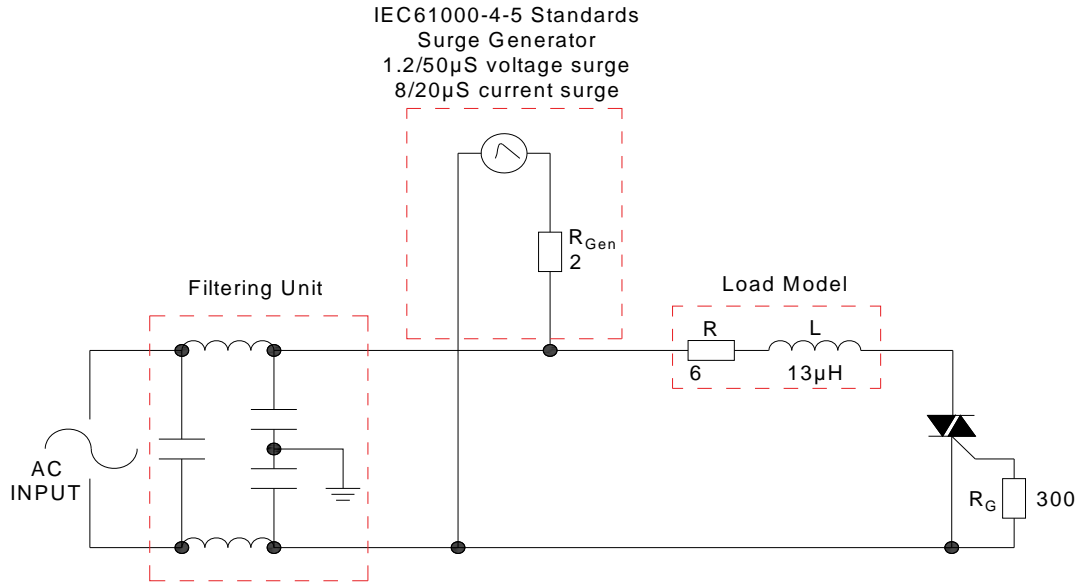 IEC61000-4-5 Standards
Surge Generator
1.2/50µS voltage surge
8/20µS current surge
RGen
2
Filtering Unit
Load Model
R
L
6
13µH
AC
INPUT
RG
300